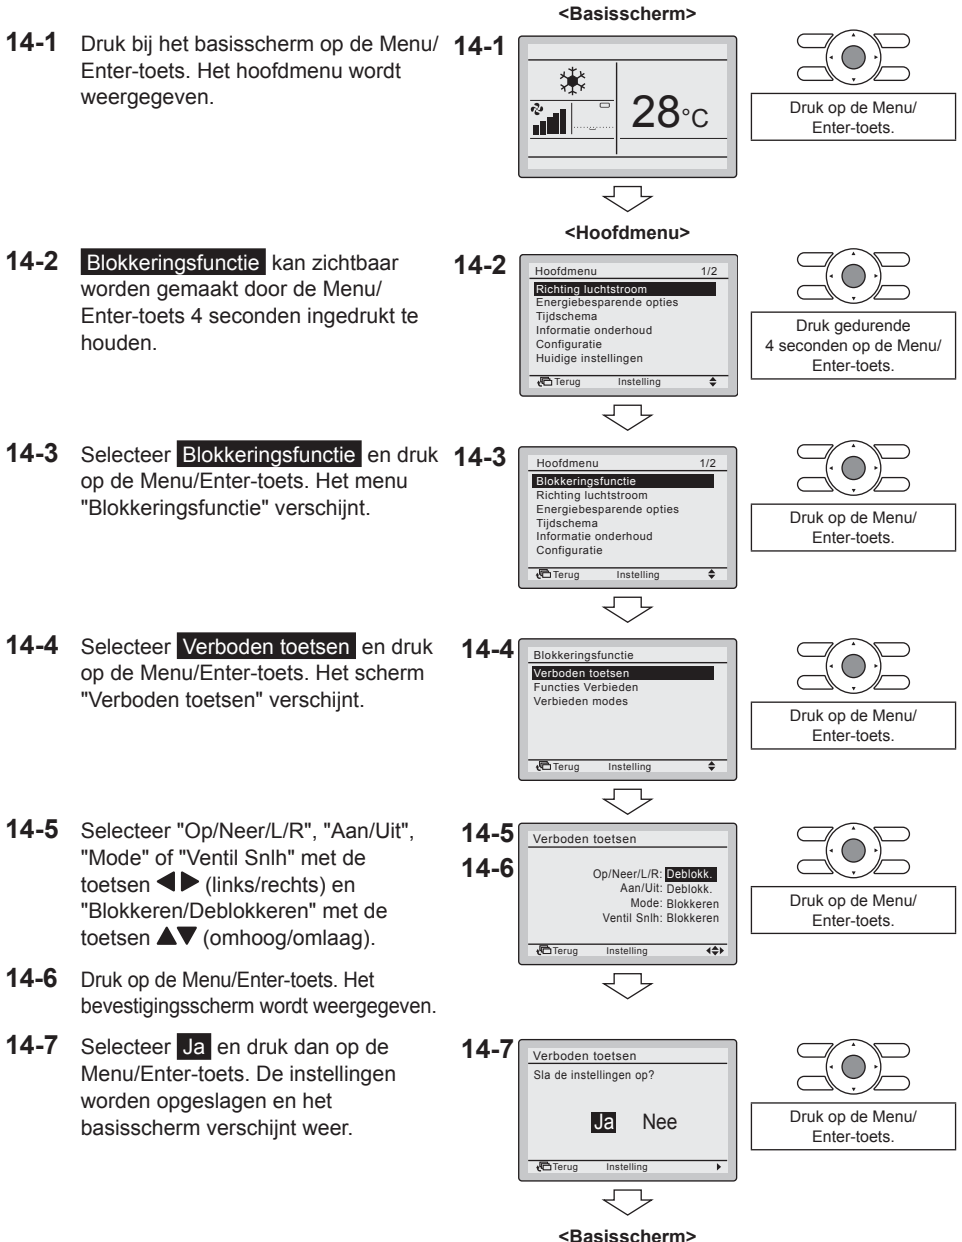 <Basisscherm>
14-1 Druk bij het basisscherm op de Menu/
Enter-toets. Het hoofdmenu wordt
weergegeven.
14-1
28°C
Druk op de Menu/
Enter-toets.
<Hoofdmenu>
14-2 Blokkeringsfunctie kan zichtbaar
worden gemaakt door de Menu/
Enter-toets 4 seconden ingedrukt te
houden.
14-2
Hoofdmenu 1/2
Richting luchtstroom
Energiebesparende opties
Tijdschema
Informatie onderhoud
Configuratie
Huidige instellingen
Terug Instelling
Druk gedurende
4 seconden op de Menu/
Enter-toets.
14-3 Selecteer Blokkeringsfunctie en druk
op de Menu/Enter-toets. Het menu
"Blokkeringsfunctie" verschijnt.
14-3
Hoofdmenu 1/2
Blokkeringsfunctie
Richting luchtstroom
Energiebesparende opties
Tijdschema
Informatie onderhoud
Configuratie
Terug Instelling
Druk op de Menu/
Enter-toets.
14-4 Selecteer Verboden toetsen en druk
op de Menu/Enter-toets. Het scherm
"Verboden toetsen" verschijnt.
14-4
Blokkeringsfunctie
Verboden toetsen
Functies Verbieden
Verbieden modes
Terug Instelling
Druk op de Menu/
Enter-toets.
14-5 Selecteer "Op/Neer/L/R", "Aan/Uit",
"Mode" of "Ventil Snlh" met de
toetsen ◀▶ (links/rechts) en
"Blokkeren/Deblokkeren" met de
toetsen ▲▼ (omhoog/omlaag).
14-6 Druk op de Menu/Enter-toets. Het
bevestigingsscherm wordt weergegeven.
14-5
14-6
Verboden toetsen
Op/Neer/L/R: Deblokk.
Aan/Uit: Deblokk.
Mode: Blokkeren
Ventil Snlh: Blokkeren
Terug Instelling
Druk op de Menu/
Enter-toets.
14-7 Selecteer Ja en druk dan op de
Menu/Enter-toets. De instellingen
worden opgeslagen en het
basisscherm verschijnt weer.
14-7
Verboden toetsen
Sla de instellingen op?
Ja Nee
Terug Instelling
Druk op de Menu/
Enter-toets.
<Basisscherm>